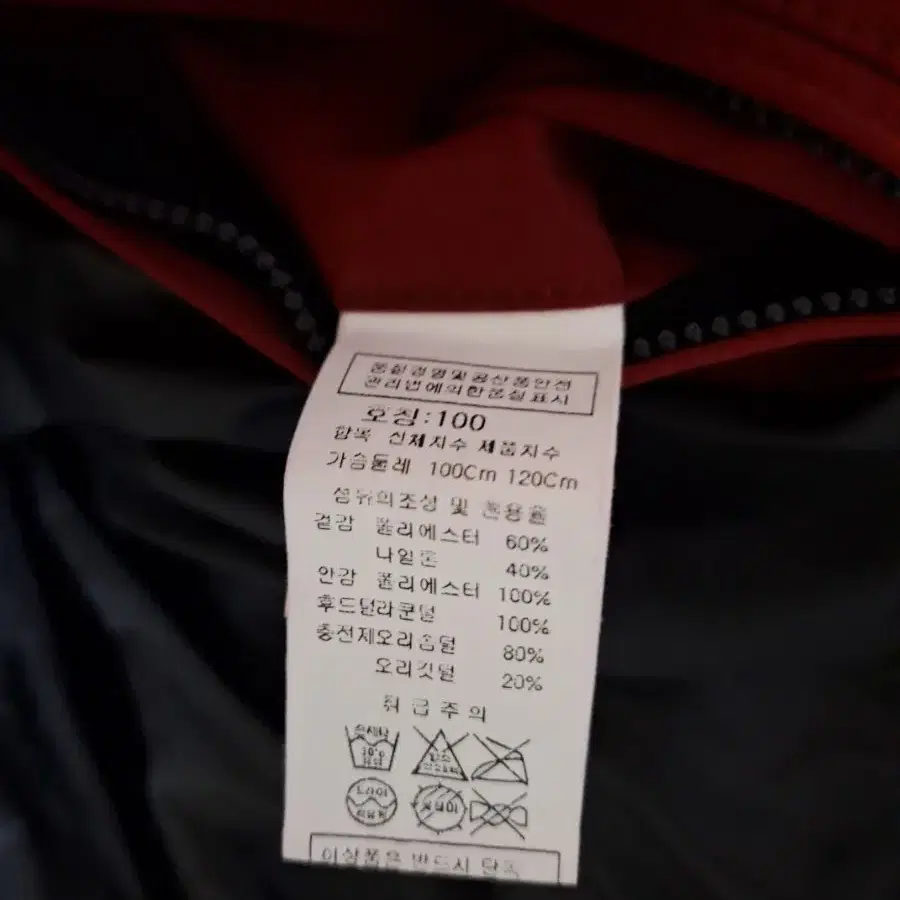 품질경영및공산품안전
관리법에의한품질표시
호칭:100
항목 신체치수 제품치수
가슴둘레 100Cm 120Cm
섬유의조성 및 혼용율
겉감 폴리에스터 60%
나일론 40%
안감 폴리에스터 100%
후드털라쿤털 100%
충전재오리솜털 80%
오리깃털 20%
취급주의
드라이
이상품은 반드시 단독